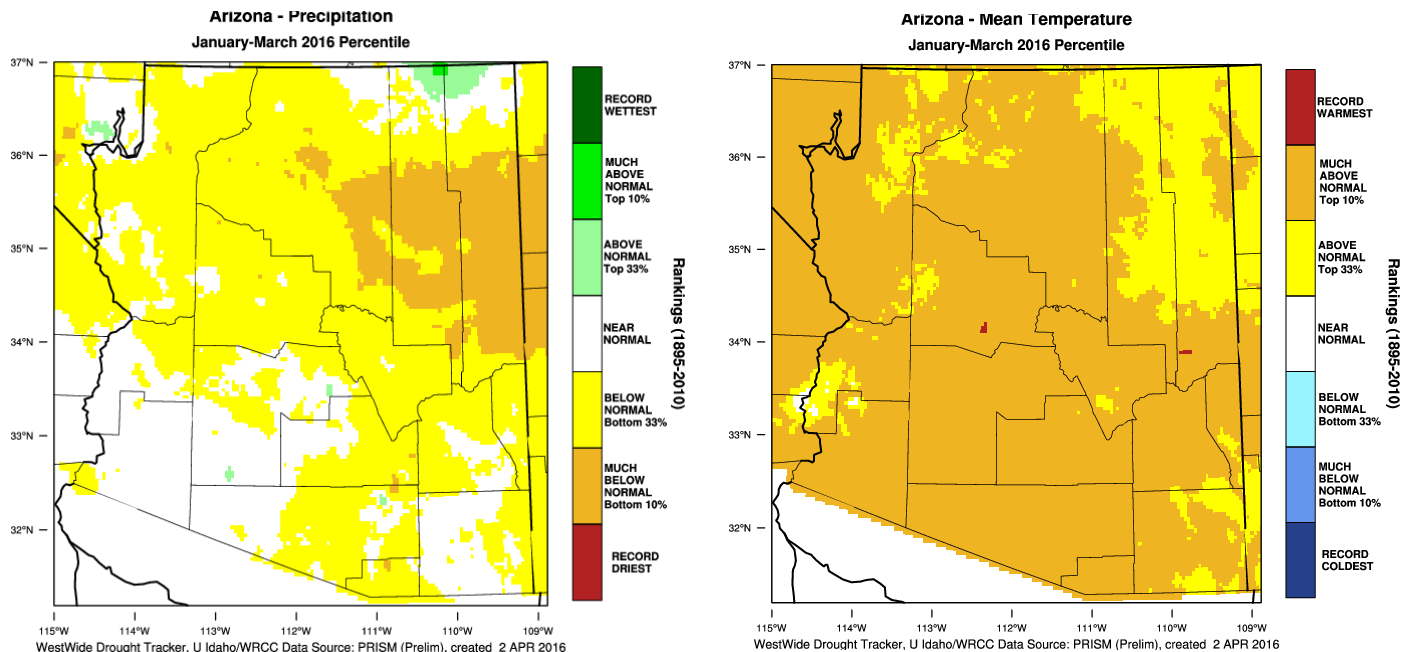 Arizona - Precipitation
January-March 2016 Percentile
37°N
36°N
35°N
34°N
33°N
32°N
115°W 114°W 113°W 112°W 111°W 110°W 109°W
RECORD
WETTEST
MUCH
ABOVE
NORMAL
Top 10%
ABOVE
NORMAL
Top 33%
NEAR
NORMAL
BELOW
NORMAL
Bottom 33%
MUCH
BELOW
NORMAL
Bottom 10%
RECORD
DRIEST
Rankings (1895-2010)
WestWide Drought Tracker, U Idaho/WRCC Data Source: PRISM (Prelim), created 2 APR 2016
Arizona - Mean Temperature
January-March 2016 Percentile
37°N
36°N
35°N
34°N
33°N
32°N
115°W 114°W 113°W 112°W 111°W 110°W 109°W
RECORD
WARMEST
MUCH
ABOVE
NORMAL
Top 10%
ABOVE
NORMAL
Top 33%
NEAR
NORMAL
BELOW
NORMAL
Bottom 33%
MUCH
BELOW
NORMAL
Bottom 10%
RECORD
COLDEST
Rankings (1895-2010)
WestWide Drought Tracker, U Idaho/WRCC Data Source: PRISM (Prelim), created 2 APR 2016